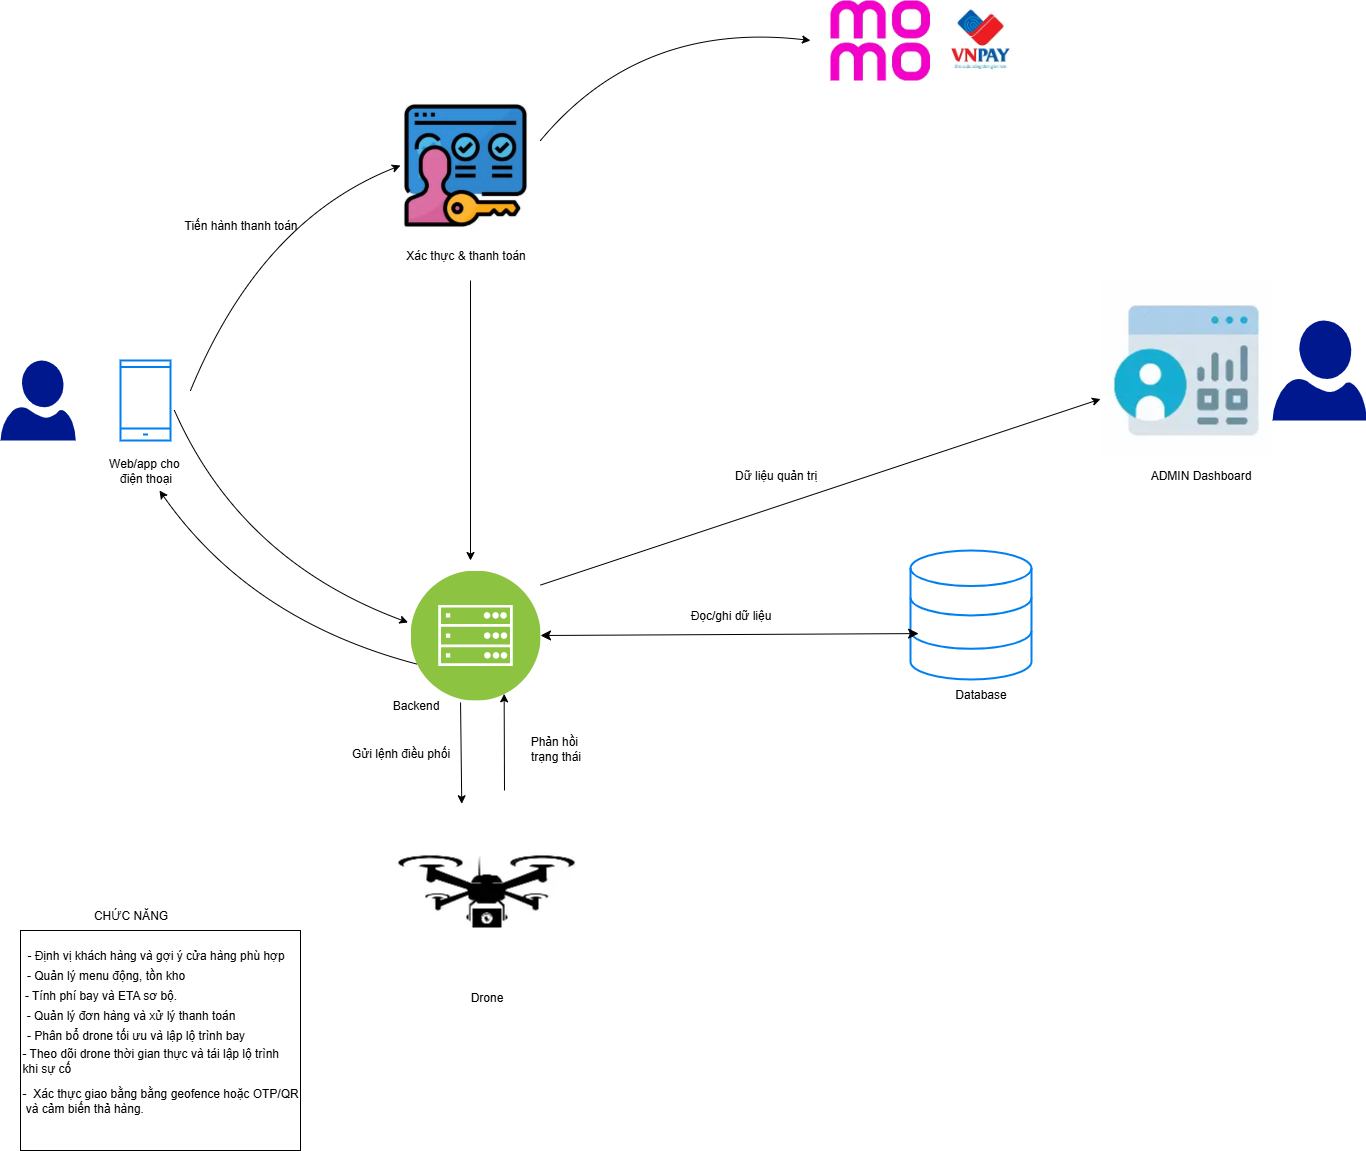 mo
mo
VNPAY
Tiến hành thanh toán
Xác thực & thanh toán
Web/app cho
điện thoại
Dữ liệu quản trị
ADMIN Dashboard
Đọc/ghi dữ liệu
Database
Backend
Gửi lệnh điều phối
Phản hồi
trạng thái
Drone
CHỨC NĂNG
- Định vị khách hàng và gợi ý cửa hàng phù hợp
- Quản lý menu động, tồn kho
- Tính phí bay và ETA sơ bộ.
- Quản lý đơn hàng và xử lý thanh toán
- Phân bổ drone tối ưu và lập lộ trình bay
- Theo dõi drone thời gian thực và tái lập lộ trình
khi sự cố
- Xác thực giao bằng bằng geofence hoặc OTP/QR
và cảm biến thả hàng.